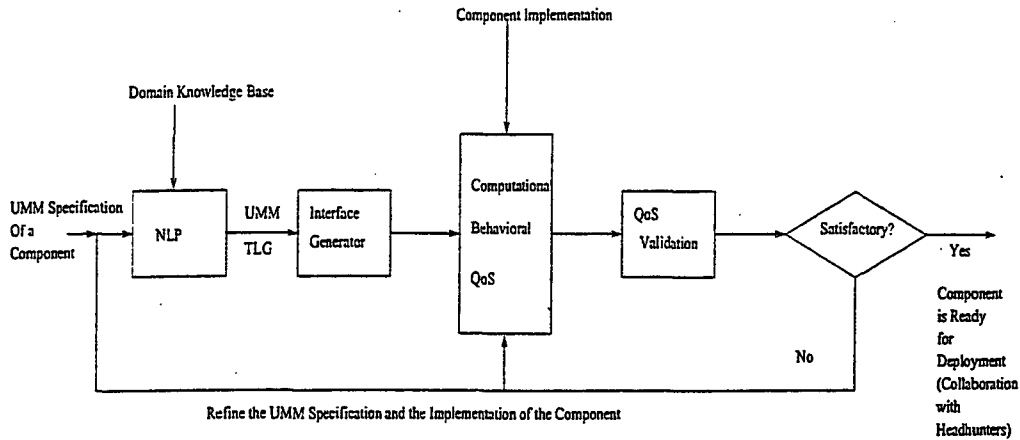 Component Implementation
Domain Knowledge Base
UMM Specification
Of a
Component
NLP
UMM
TLG
Interface
Generator
Computational
Behavioral
QoS
QoS
Validation
Satisfactory?
Yes
No
Component
is Ready
for
Deployment
(Collaboration
with
Headhunters)
Refine the UMM Specification and the Implementation of the Component